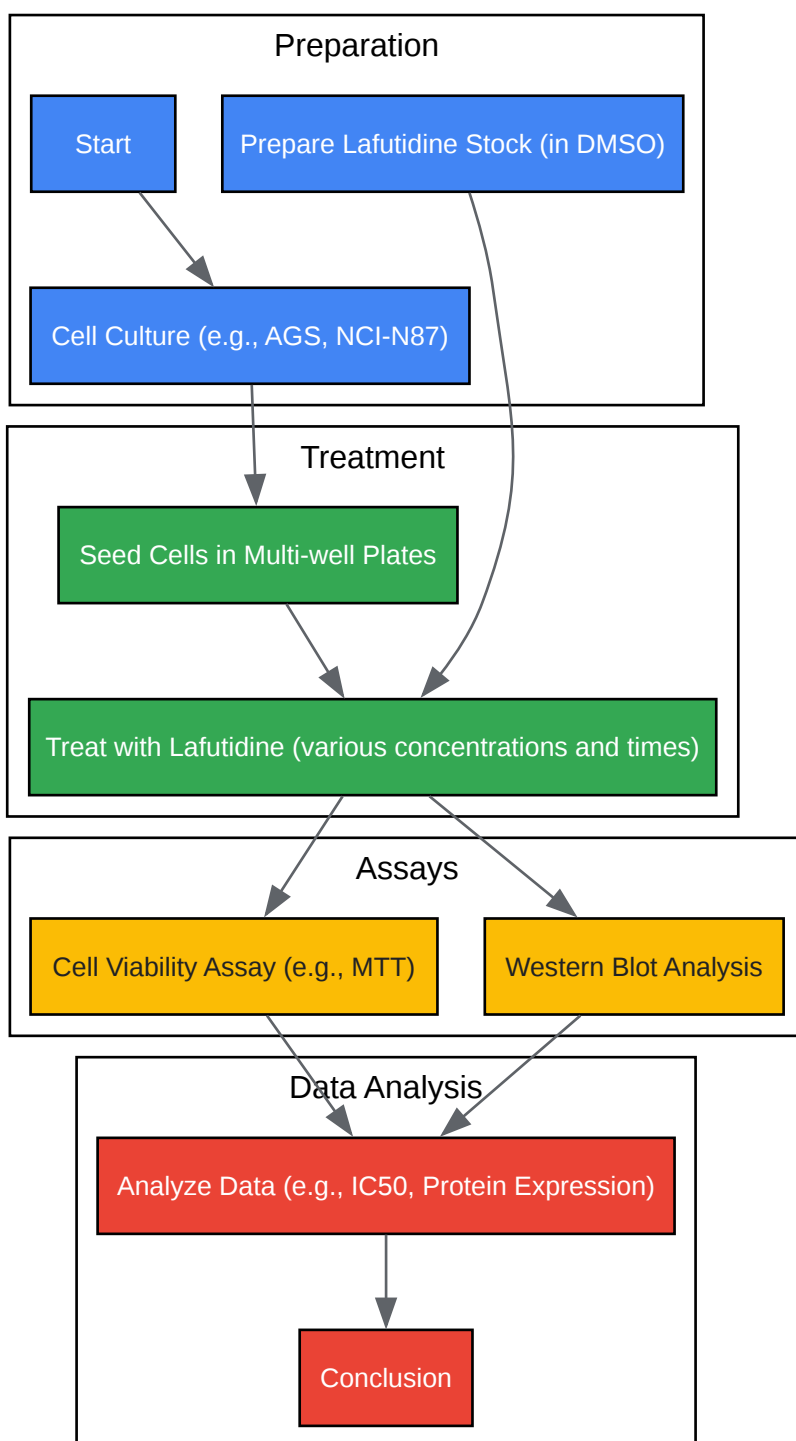 Preparation
Start
Prepare Lafutidine Stock (in DMSO)
Cell Culture (e.g., AGS, NCI-N87)
Treatment
Seed Cells in Multi-well Plates
Treat with Lafutidine (various concentrations and times)
Assays
Cell Viability Assay (e.g., MTT)
Western Blot Analysis
Data Analysis
Analyze Data (e.g., IC50, Protein Expression)
Conclusion